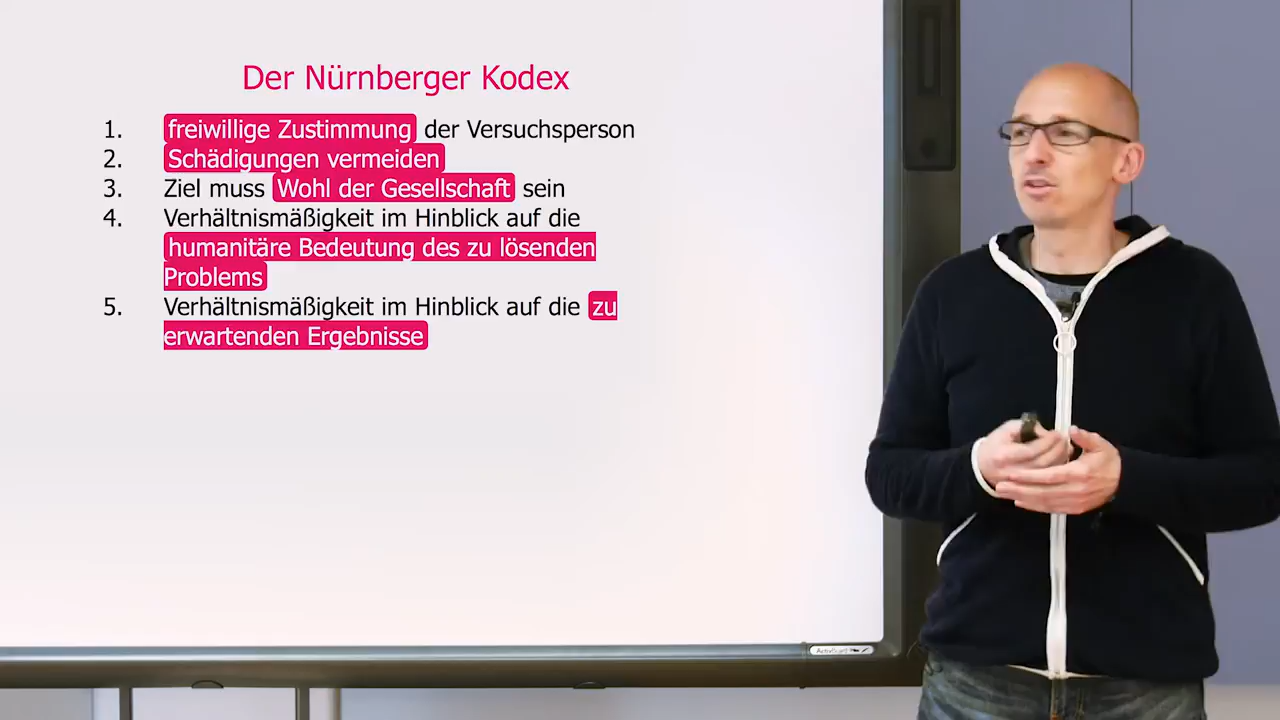 Der Nürnberger Kodex
1. freiwillige Zustimmung der Versuchsperson
2. Schädigungen vermeiden
3. Ziel muss Wohl der Gesellschaft sein
4. Verhältnismäßigkeit im Hinblick auf die
humanitäre Bedeutung des zu lösenden
Problems
5. Verhältnismäßigkeit im Hinblick auf die zu
erwartenden Ergebnisse